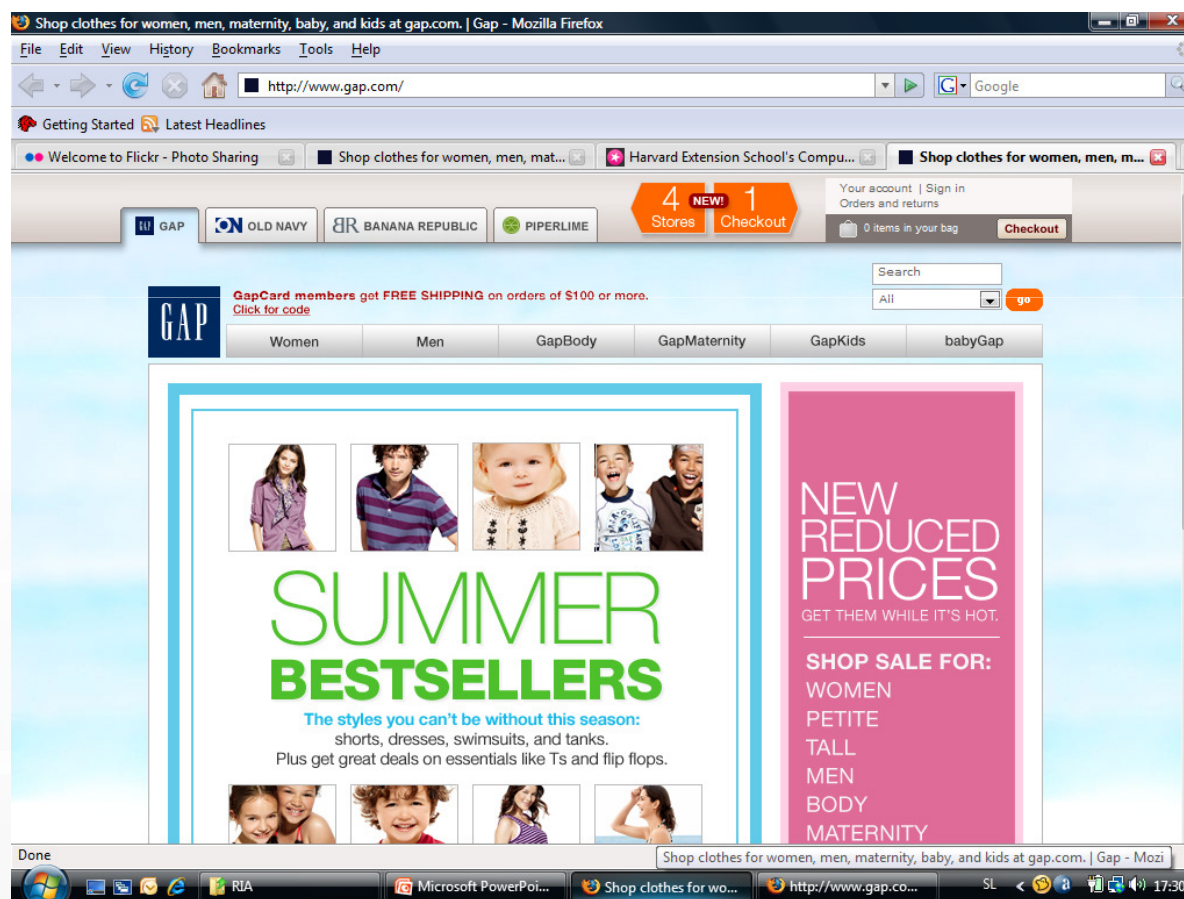 Shop clothes for women, men, maternity, baby, and kids at gap.com. | Gap - Mozilla Firefox
File Edit View History Bookmarks Tools Help
http://www.gap.com/ Google
Getting Started Latest Headlines
Welcome to Flickr - Photo Sharing Shop clothes for women, men, mat... Harvard Extension School's Compu... Shop clothes for women, men, m...
4 NEW! 1
Stores Checkout
Your account | Sign in
Orders and returns
GAP OLD NAVY BR BANANA REPUBLIC PIPERLIME
0 items in your bag Checkout
Search
GapCard members get FREE SHIPPING on orders of $100 or more.
Click for code
All go
GAP
Women Men GapBody GapMaternity GapKids babyGap
SUMMER
BESTSELLERS
The styles you can't be without this season:
shorts, dresses, swimsuits, and tanks.
Plus get great deals on essentials like Ts and flip flops.
NEW
REDUCED
PRICES
GET THEM WHILE IT'S HOT.
SHOP SALE FOR:
WOMEN
PETITE
TALL
MEN
BODY
MATERNITY
Done
Shop clothes for women, men, maternity, baby, and kids at gap.com. | Gap - Mozi
RIA Microsoft PowerPoi... Shop clothes for wo... http://www.gap.co... SL 17:30